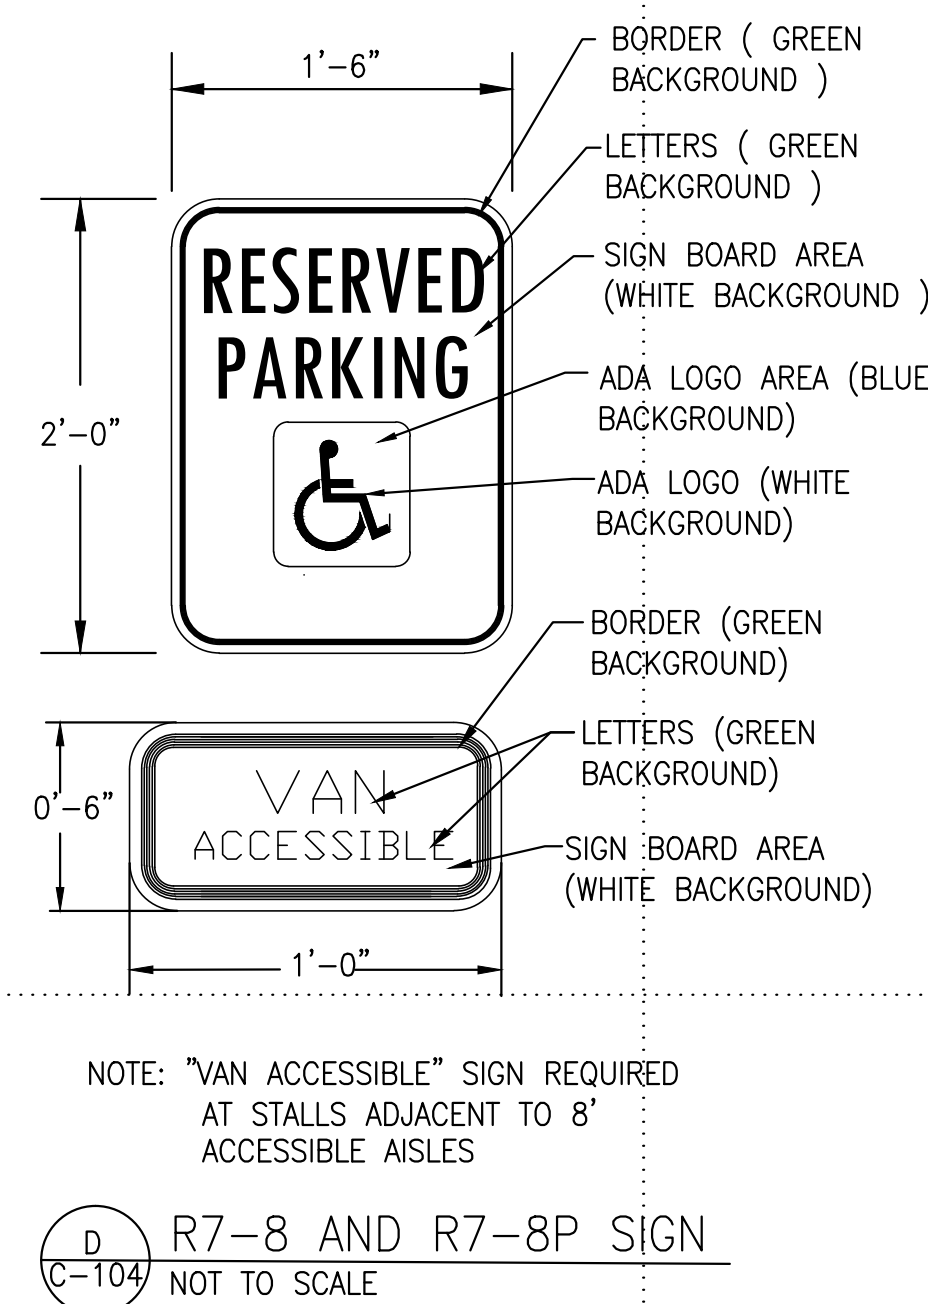 1'-6"
BORDER ( GREEN
BACKGROUND )
LETTERS ( GREEN
BACKGROUND )
SIGN BOARD AREA
(WHITE BACKGROUND )
RESERVED
PARKING
ADA LOGO AREA (BLUE
BACKGROUND)
2'-0"
ADA LOGO (WHITE
BACKGROUND)
BORDER (GREEN
BACKGROUND)
LETTERS (GREEN
BACKGROUND)
0'-6"
VAN
ACCESSIBLE
SIGN BOARD AREA
(WHITE BACKGROUND)
1'-0"
NOTE: "VAN ACCESSIBLE" SIGN REQUIRED
AT STALLS ADJACENT TO 8'
ACCESSIBLE AISLES
D
C-104
R7-8 AND R7-8P SIGN
NOT TO SCALE